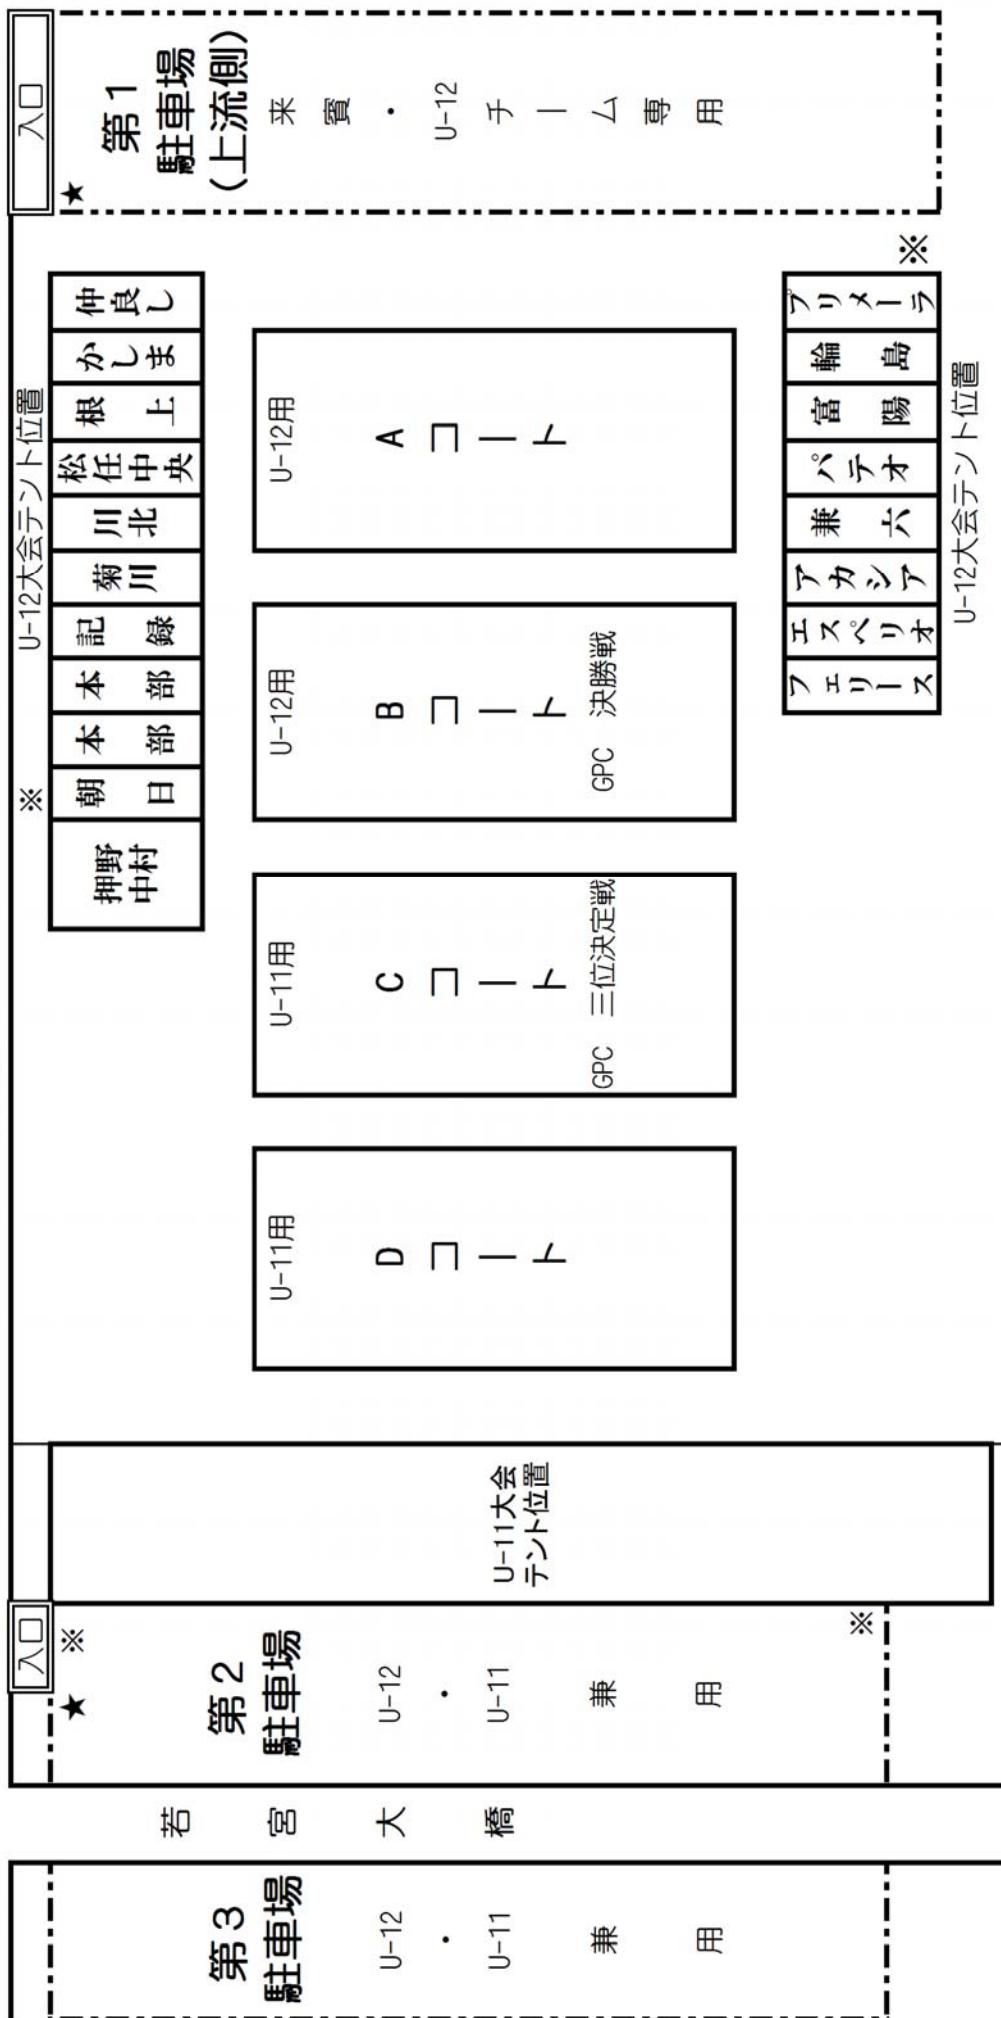 入口
第1
駐車場
(上流側)
来賓・U-12チーム専用
★
※
U-12大会テント位置
仲良し
かしま
根上
松任中央
川北
菊川
記録
本部
本部
朝日
押野
中村
※
U-12用
Aコート
U-12用
Bコート
GPC 決勝戦
U-11用
Cコート
GPC 三位決定戦
U-11用
Dコート
プリメーラ
輪島
富陽
パテオ
兼六
アカシア
エスペリオ
フェリース
U-12大会テント位置
U-11大会
テント位置
入口
※
★
※
第2
駐車場
U-12・U-11兼用
若宮大橋
第3
駐車場
U-12・U-11兼用